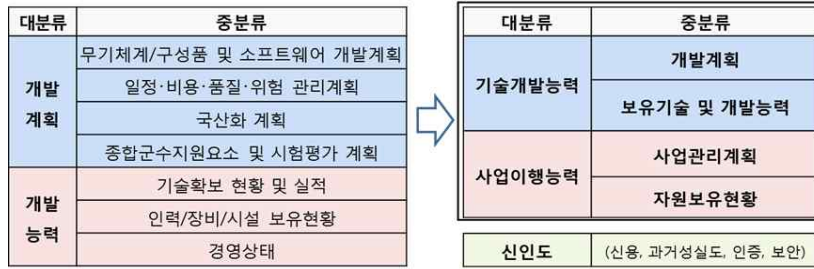 대분류 중분류
개발 계획
무기체계/구성품 및 소프트웨어 개발계획
일정·비용·품질·위험 관리계획
국산화 계획
종합군수지원요소 및 시험평가 계획
개발 능력
기술확보 현황 및 실적
인력/장비/시설 보유현황
경영상태
대분류 중분류
기술개발능력
개발계획
보유기술 및 개발능력
사업이행능력
사업관리계획
자원보유현황
신인도 (신용, 과거성실도, 인증, 보안)